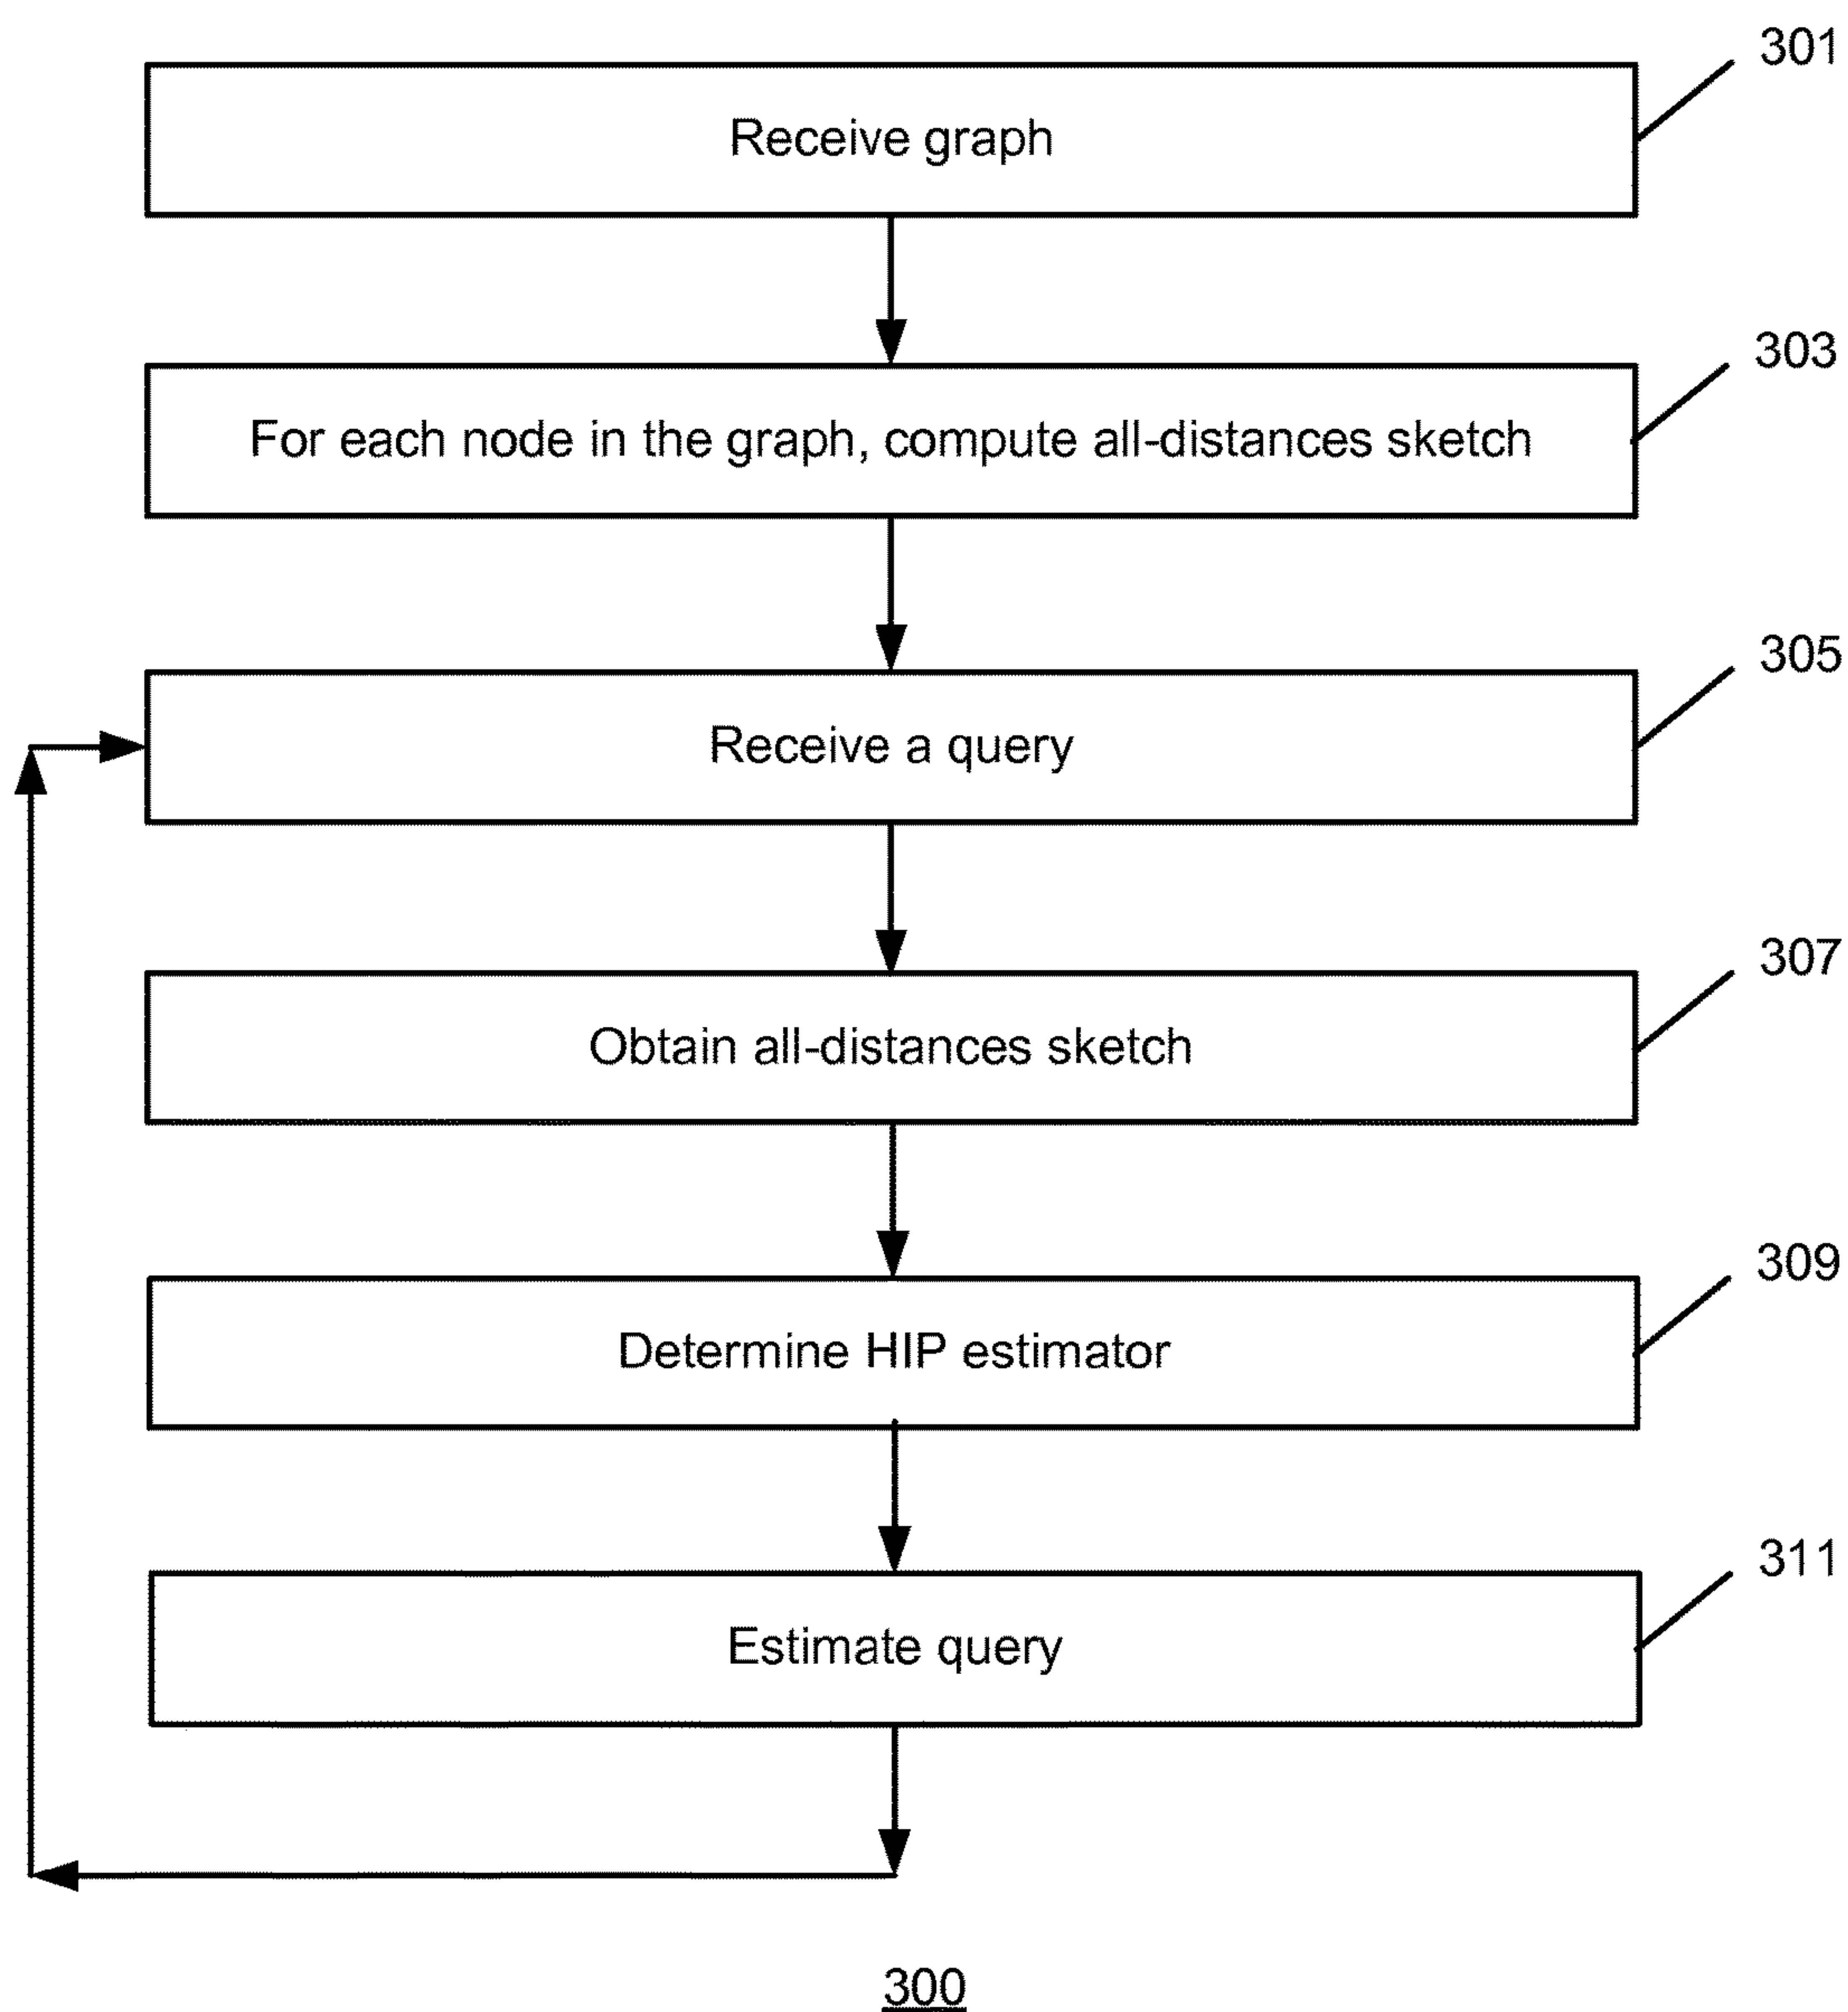 301
Receive graph
303
For each node in the graph, compute all-distances sketch
305
Receive a query
307
Obtain all-distances sketch
309
Determine HIP estimator
311
Estimate query
300